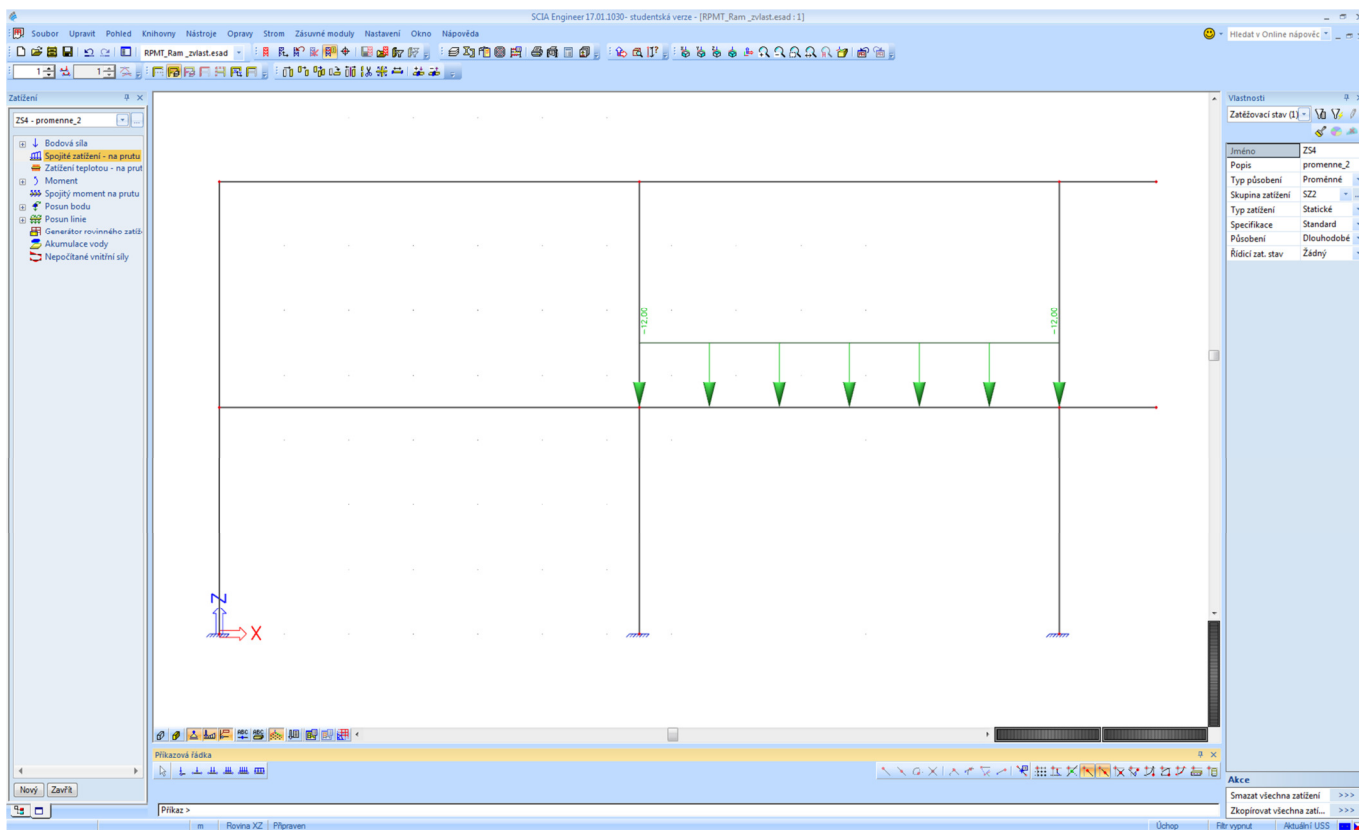 SCIA Engineer 17.01.1030- studentská verze - [RPMT_Ram _zvlast.esad : 1]
Soubor Upravit Pohled Knihovny Nástroje Opravy Strom Zásuvné moduly Nastavení Okno Nápověda
Hledat v Online nápověc
RPMT_Ram _zvlast.esad
1
1
Zatížení
ZS4 - promenne_2
Bodová síla
Spojité zatížení - na prutu
Zatížení teplotou - na prut
Moment
Spojitý moment na prutu
Posun bodu
Posun linie
Generátor rovinného zatíž
Akumulace vody
Nepočítané vnitřní síly
Nový Zavřít
-12.00
-12.00
Z
X
Vlastnosti
Zatěžovací stav (1)
Jméno ZS4
Popis promenne_2
Typ působení Proměnné
Skupina zatížení SZ2
Typ zatížení Statické
Specifikace Standard
Působení Dlouhodobé
Řídicí zat. stav Žádný
Akce
Smazat všechna zatížení >>>
Zkopírovat všechna zatí... >>>
ABC
Příkazová řádka
Příkaz >
m Rovina XZ Připraven Úchop Filtr vypnut Aktuální USS